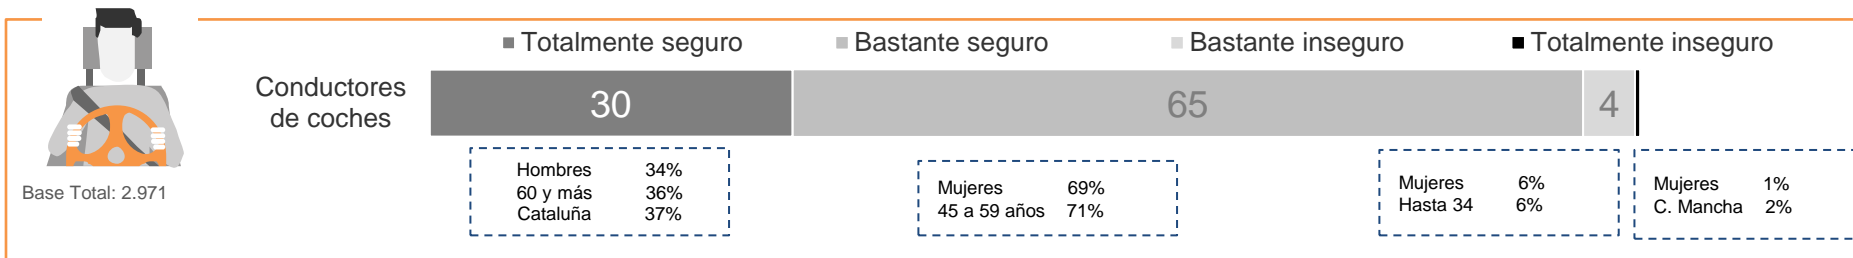 Totalmente seguro Bastante seguro Bastante inseguro Totalmente inseguro
Conductores
de coches
30 65 4
Base Total: 2.971
Hombres 34%
60 y más 36%
Cataluña 37%
Mujeres 69%
45 a 59 años 71%
Mujeres 6%
Hasta 34 6%
Mujeres 1%
C. Mancha 2%